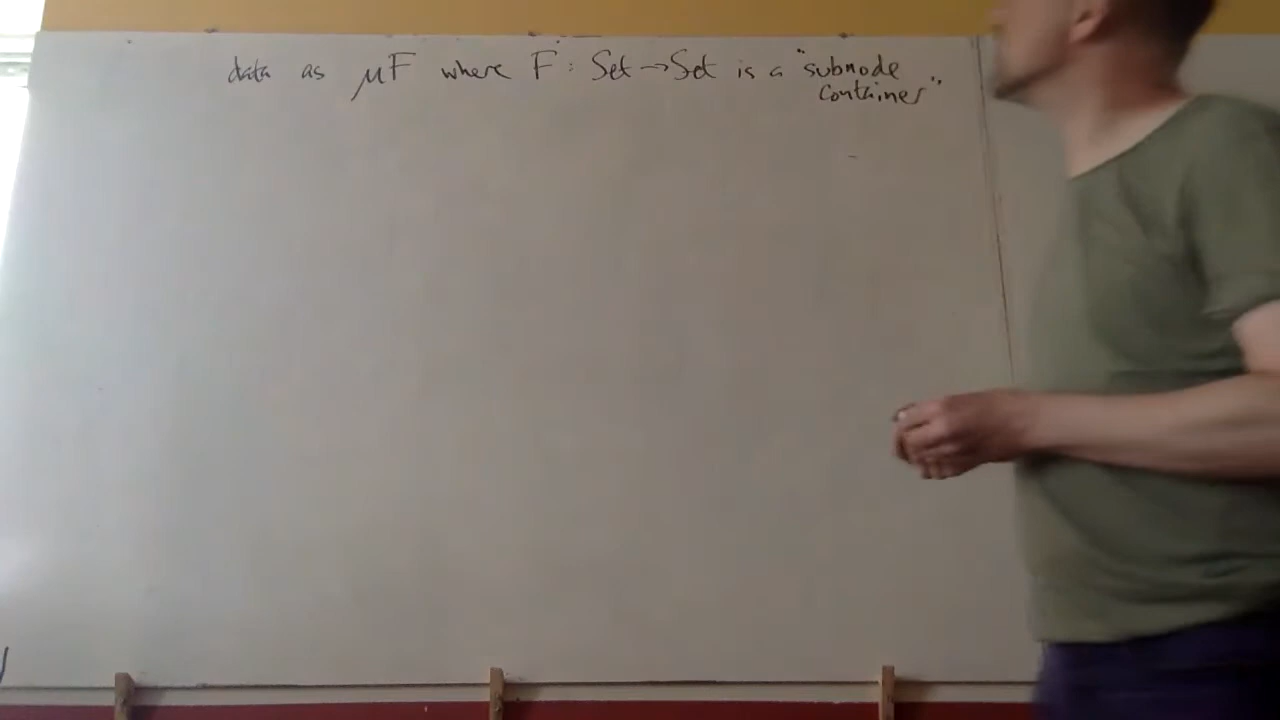 data as μF where F : Set → Set is a "subnode
container"